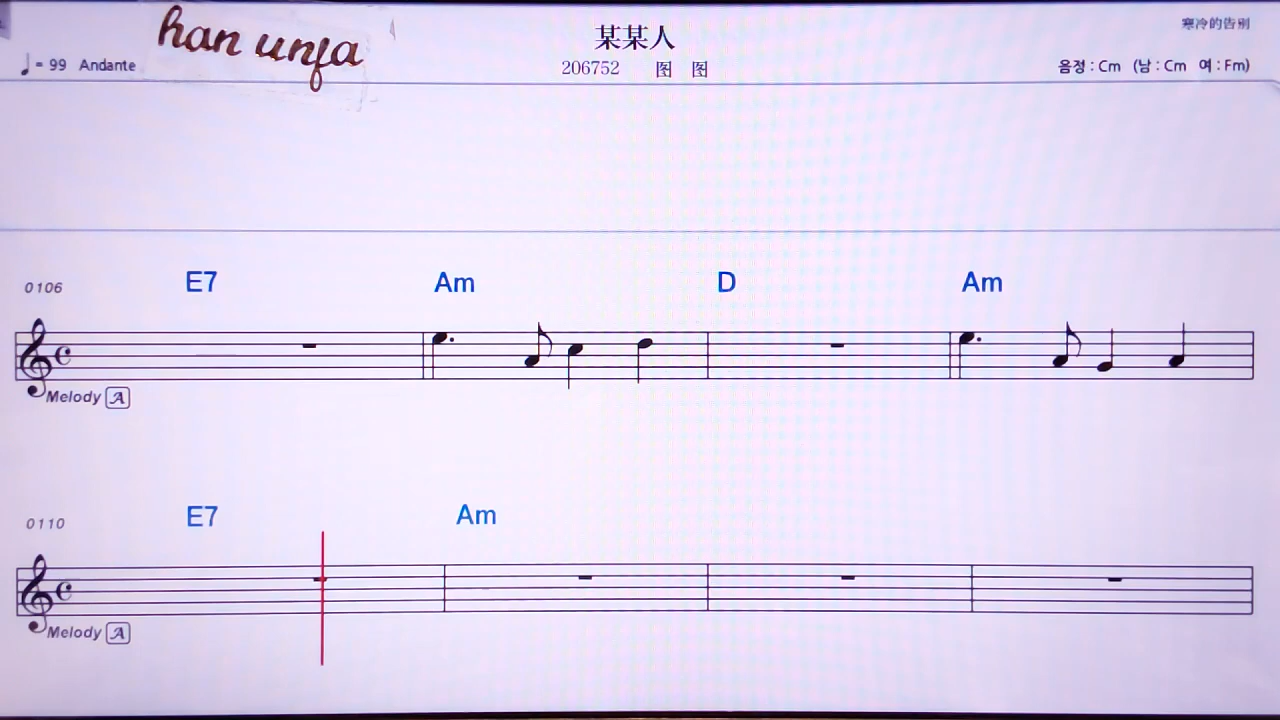 han unfa
某某人
寒冷的告别
♩ = 99 Andante
206752 图 图
음정 : Cm (남 : Cm 여 : Fm)
0106
E7 Am D Am
Melody A
0110
E7 Am
Melody A